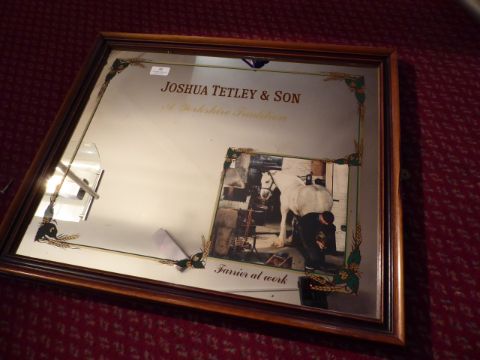 JOSHUA TETLEY & SON
A Yorkshire Tradition
Farrier at work